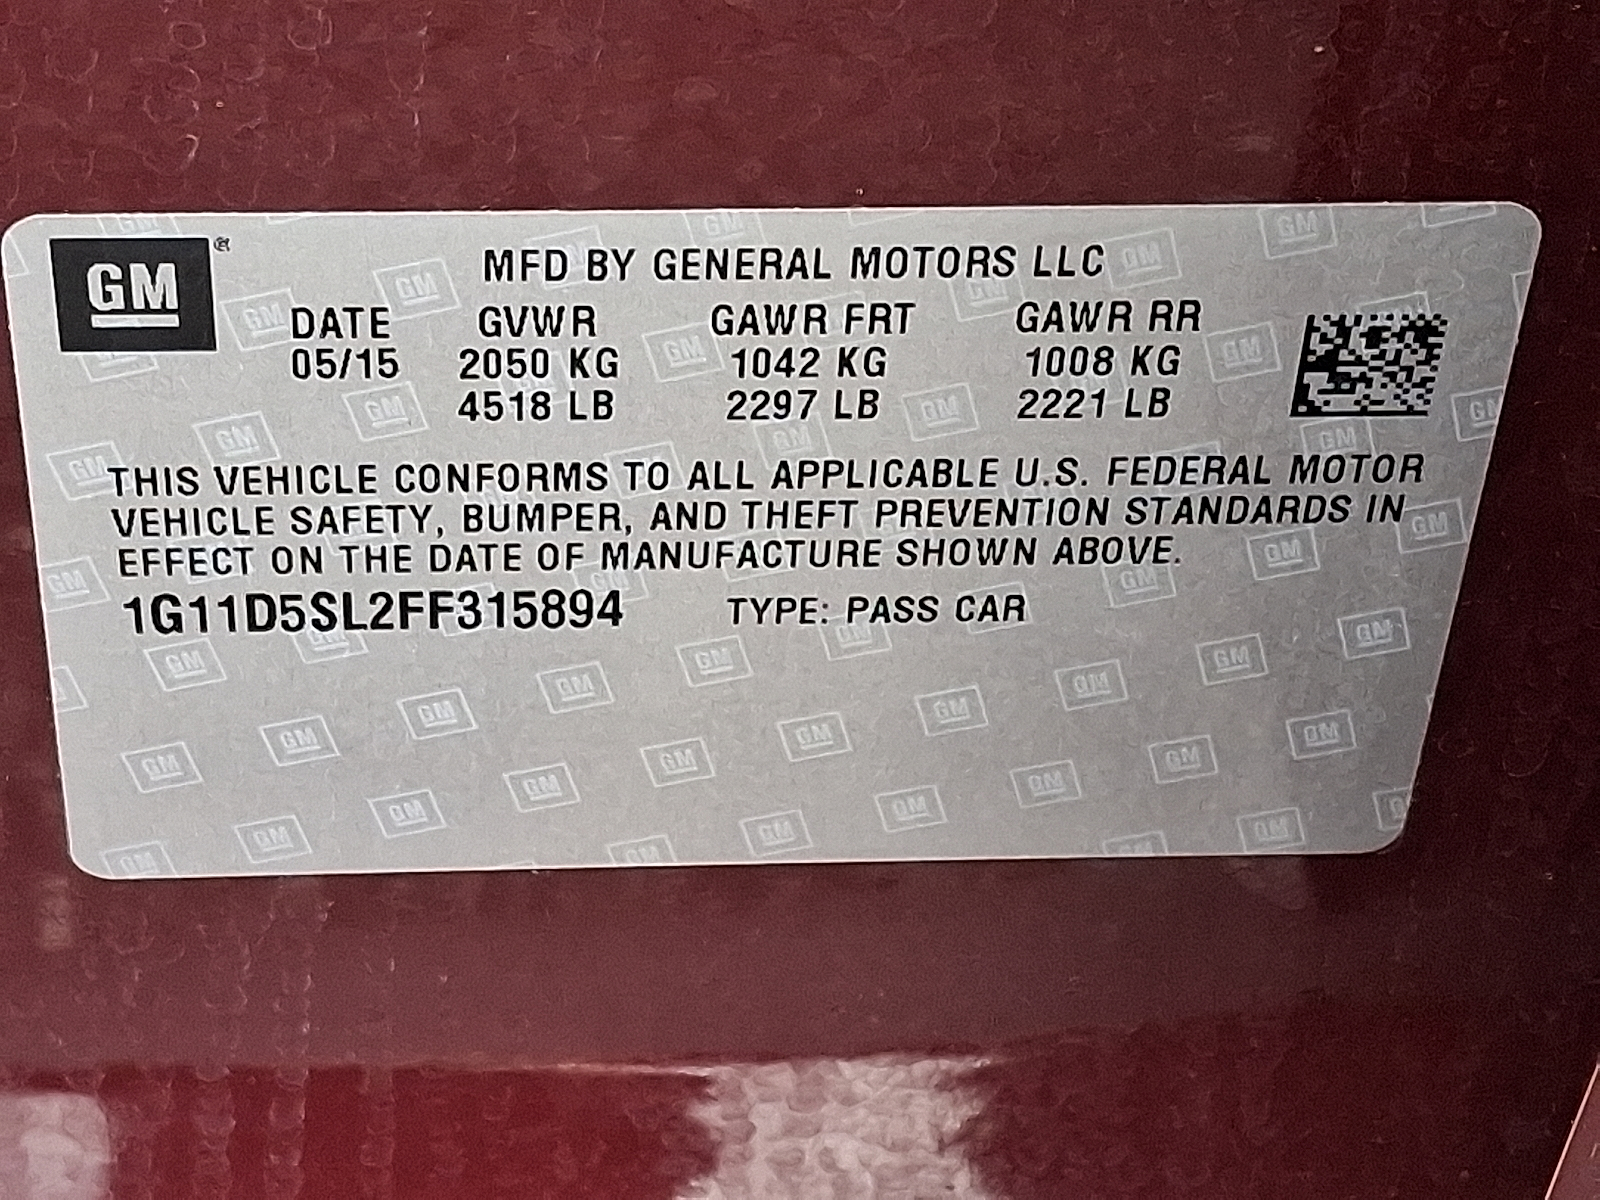 GM ®
MFD BY GENERAL MOTORS LLC
DATE GVWR GAWR FRT GAWR RR
05/15 2050 KG 1042 KG 1008 KG
4518 LB 2297 LB 2221 LB
THIS VEHICLE CONFORMS TO ALL APPLICABLE U.S. FEDERAL MOTOR
VEHICLE SAFETY, BUMPER, AND THEFT PREVENTION STANDARDS IN
EFFECT ON THE DATE OF MANUFACTURE SHOWN ABOVE.
1G11D5SL2FF315894 TYPE: PASS CAR